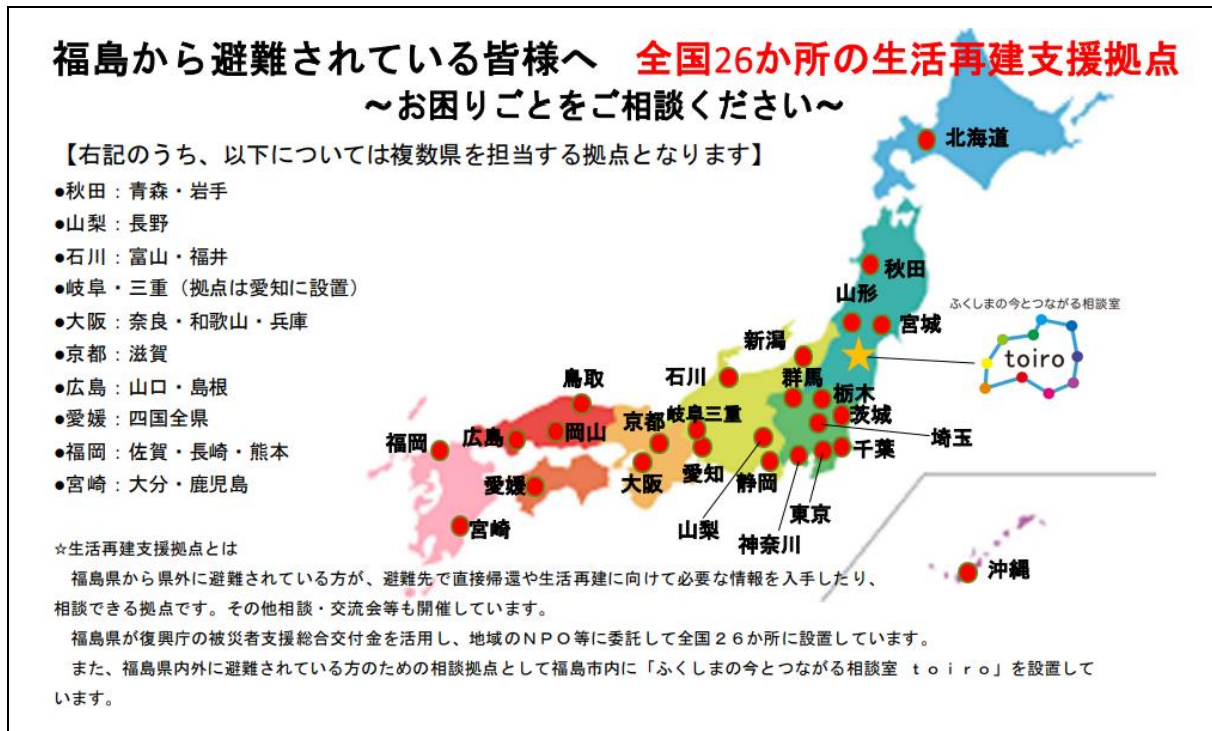 福島から避難されている皆様へ　全国26か所の生活再建支援拠点
～お困りごとをご相談ください～
【右記のうち、以下については複数県を担当する拠点となります】
●秋田：青森・岩手
●山梨：長野
●石川：富山・福井
●岐阜・三重（拠点は愛知に設置）
●大阪：奈良・和歌山・兵庫
●京都：滋賀
●広島：山口・島根
●愛媛：四国全県
●福岡：佐賀・長崎・熊本
●宮崎：大分・鹿児島
北海道
秋田
山形
宮城
ふくしまの今とつながる相談室
toiro
新潟
石川
群馬
栃木
鳥取
茨城
岐阜三重
京都
岡山
広島
福岡
埼玉
千葉
愛知
静岡
大阪
愛媛
東京
山梨
神奈川
宮崎
沖縄
☆生活再建支援拠点とは
　福島県から県外に避難されている方が、避難先で直接帰還や生活再建に向けて必要な情報を入手したり、
相談できる拠点です。その他相談・交流会等も開催しています。
　福島県が復興庁の被災者支援総合交付金を活用し、地域のＮＰＯ等に委託して全国２６か所に設置しています。
　また、福島県内外に避難されている方のための相談拠点として福島市内に「ふくしまの今とつながる相談室　ｔｏｉｒｏ」を設置して
います。